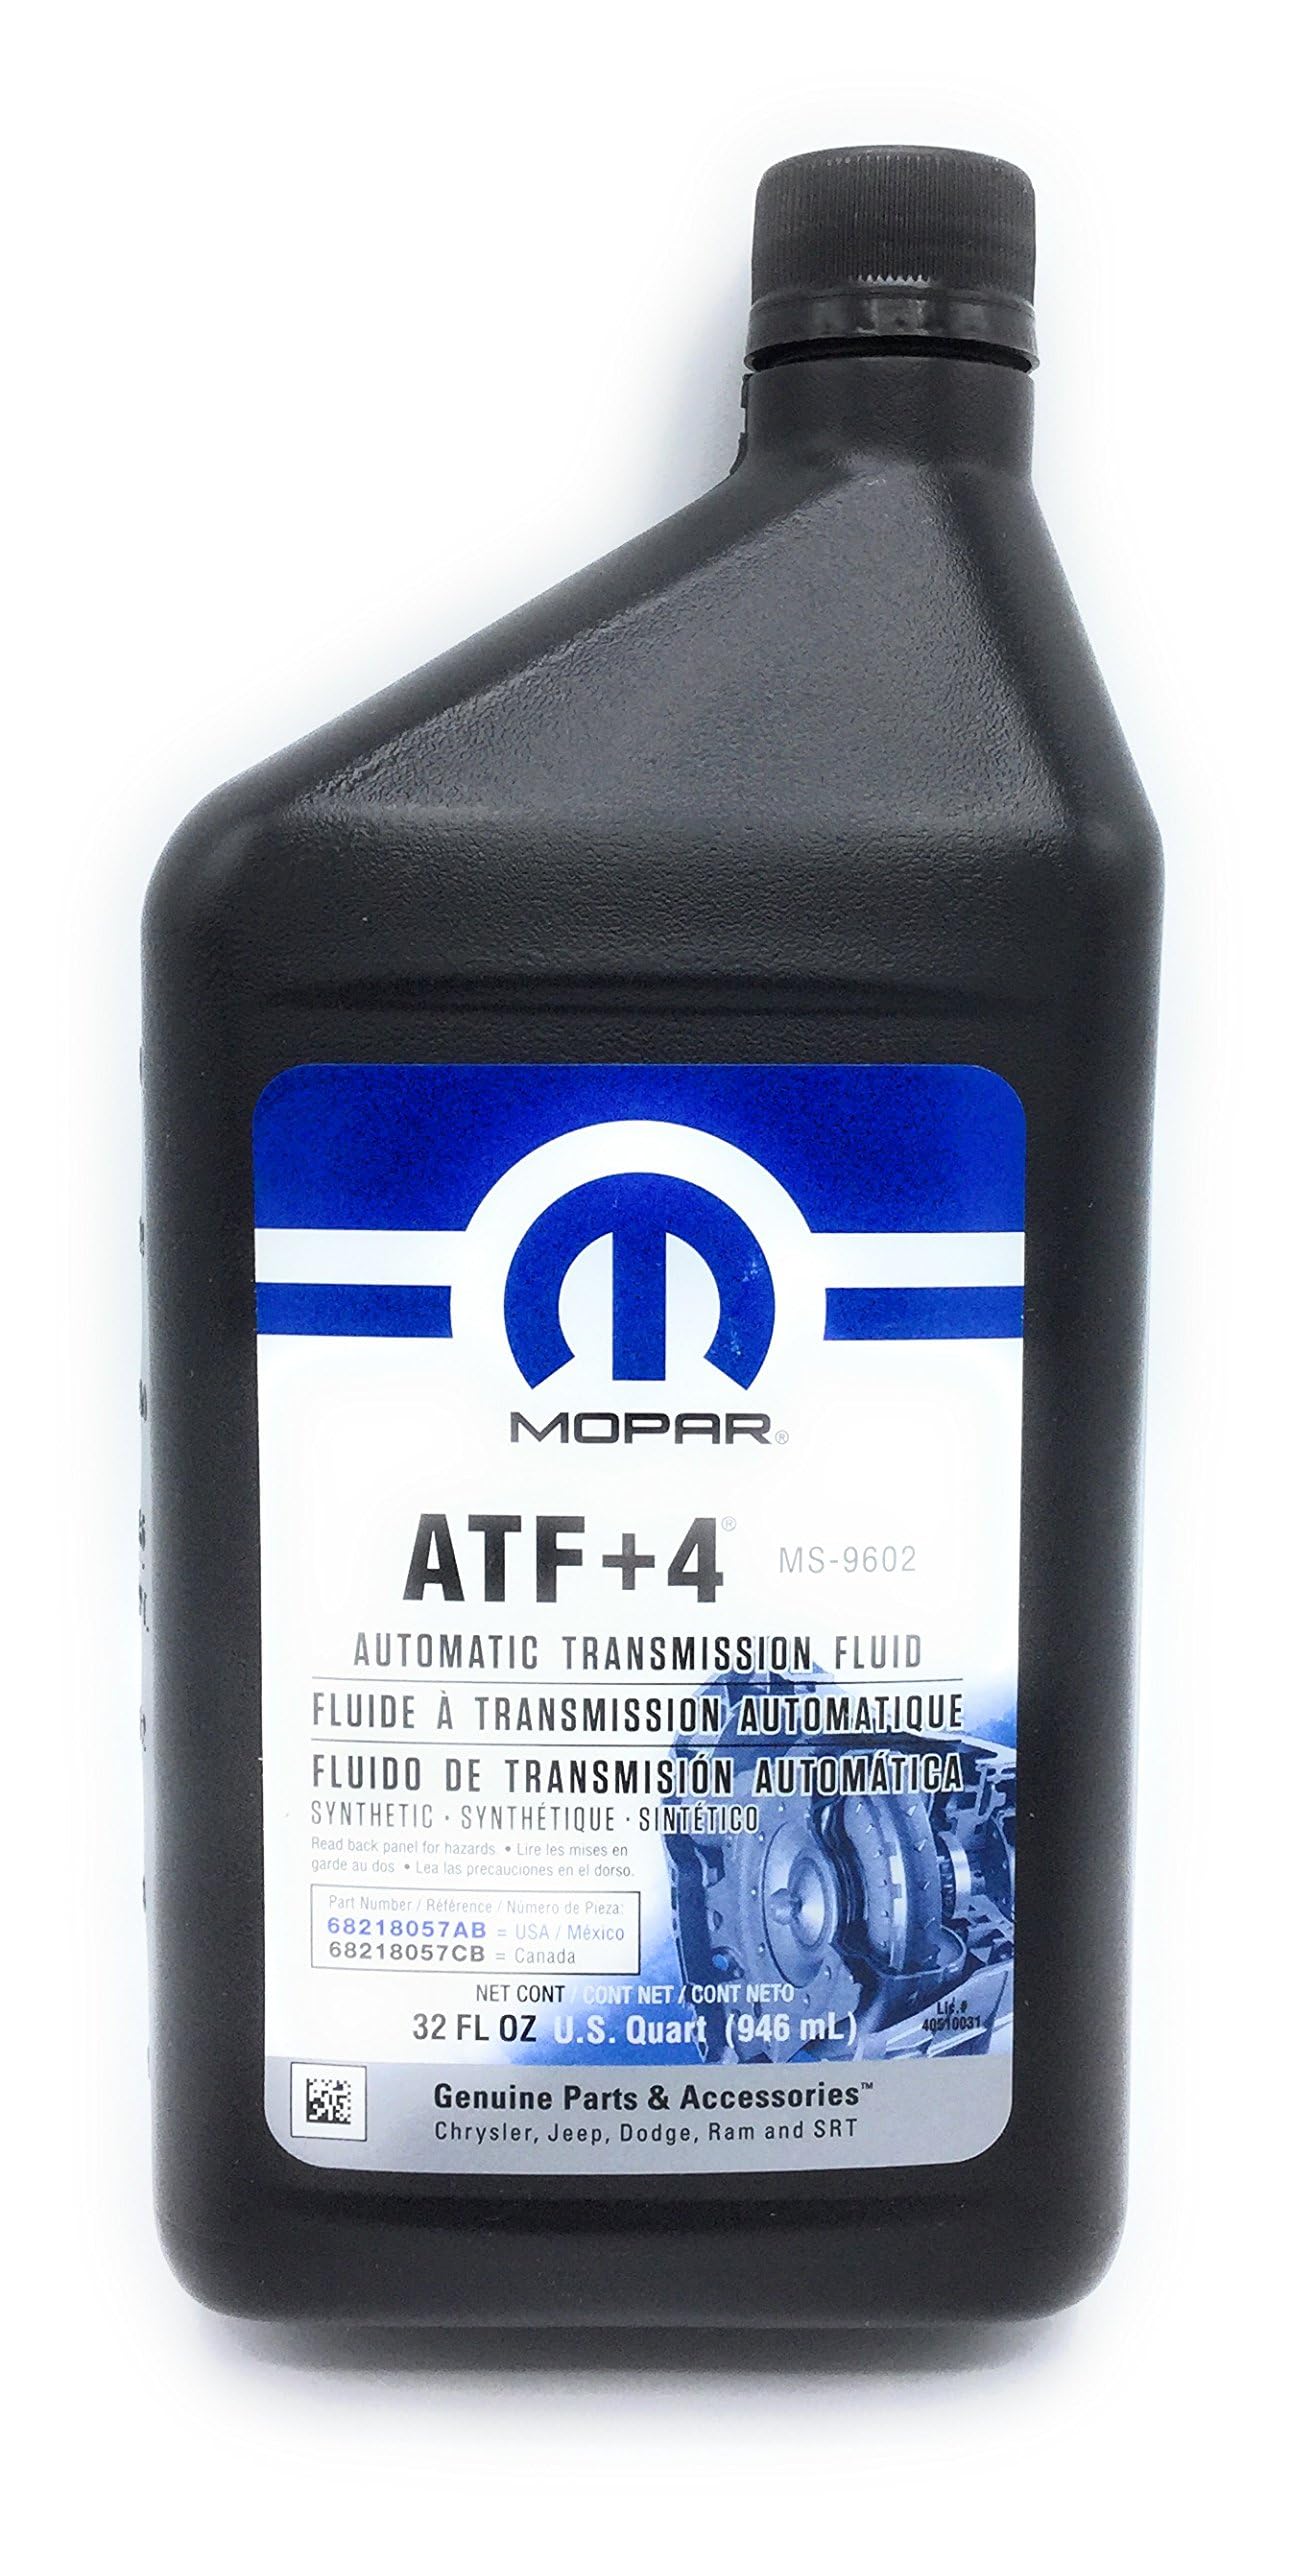 MOPAR®
ATF+4® MS-9602
AUTOMATIC TRANSMISSION FLUID
FLUIDE À TRANSMISSION AUTOMATIQUE
FLUIDO DE TRANSMISIÓN AUTOMÁTICA
SYNTHETIC · SYNTHÉTIQUE · SINTÉTICO
Read back panel for hazards. • Lire les mises en
garde au dos • Lea las precauciones en el dorso.
Part Number / Référence / Número de Pieza:
68218057AB = USA / México
68218057CB = Canada
NET CONT / CONT NET / CONT NETO
32 FL OZ U.S. Quart (946 mL)
Lic.#
40510031
Genuine Parts & Accessories™
Chrysler, Jeep, Dodge, Ram and SRT